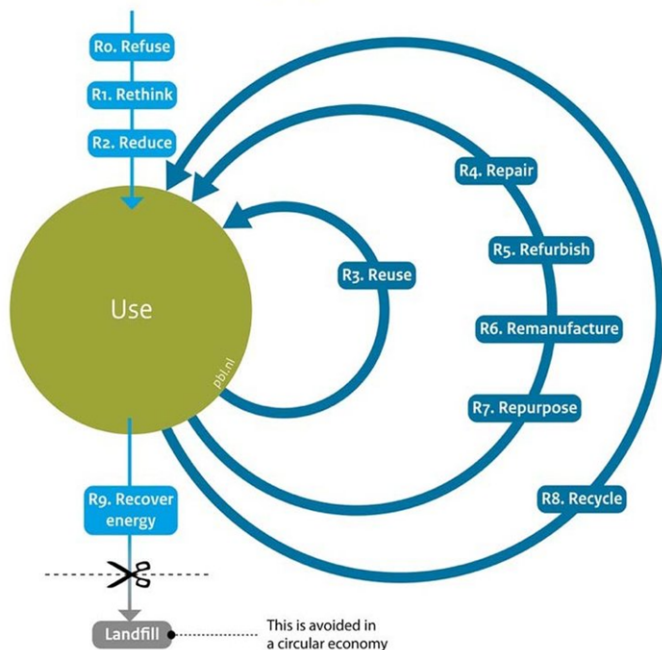 R0. Refuse
R1. Rethink
R2. Reduce
R4. Repair
R5. Refurbish
R3. Reuse
Use
R6. Remanufacture
pbl.nl
R7. Repurpose
R9. Recover
energy
R8. Recycle
Landfill
This is avoided in
a circular economy